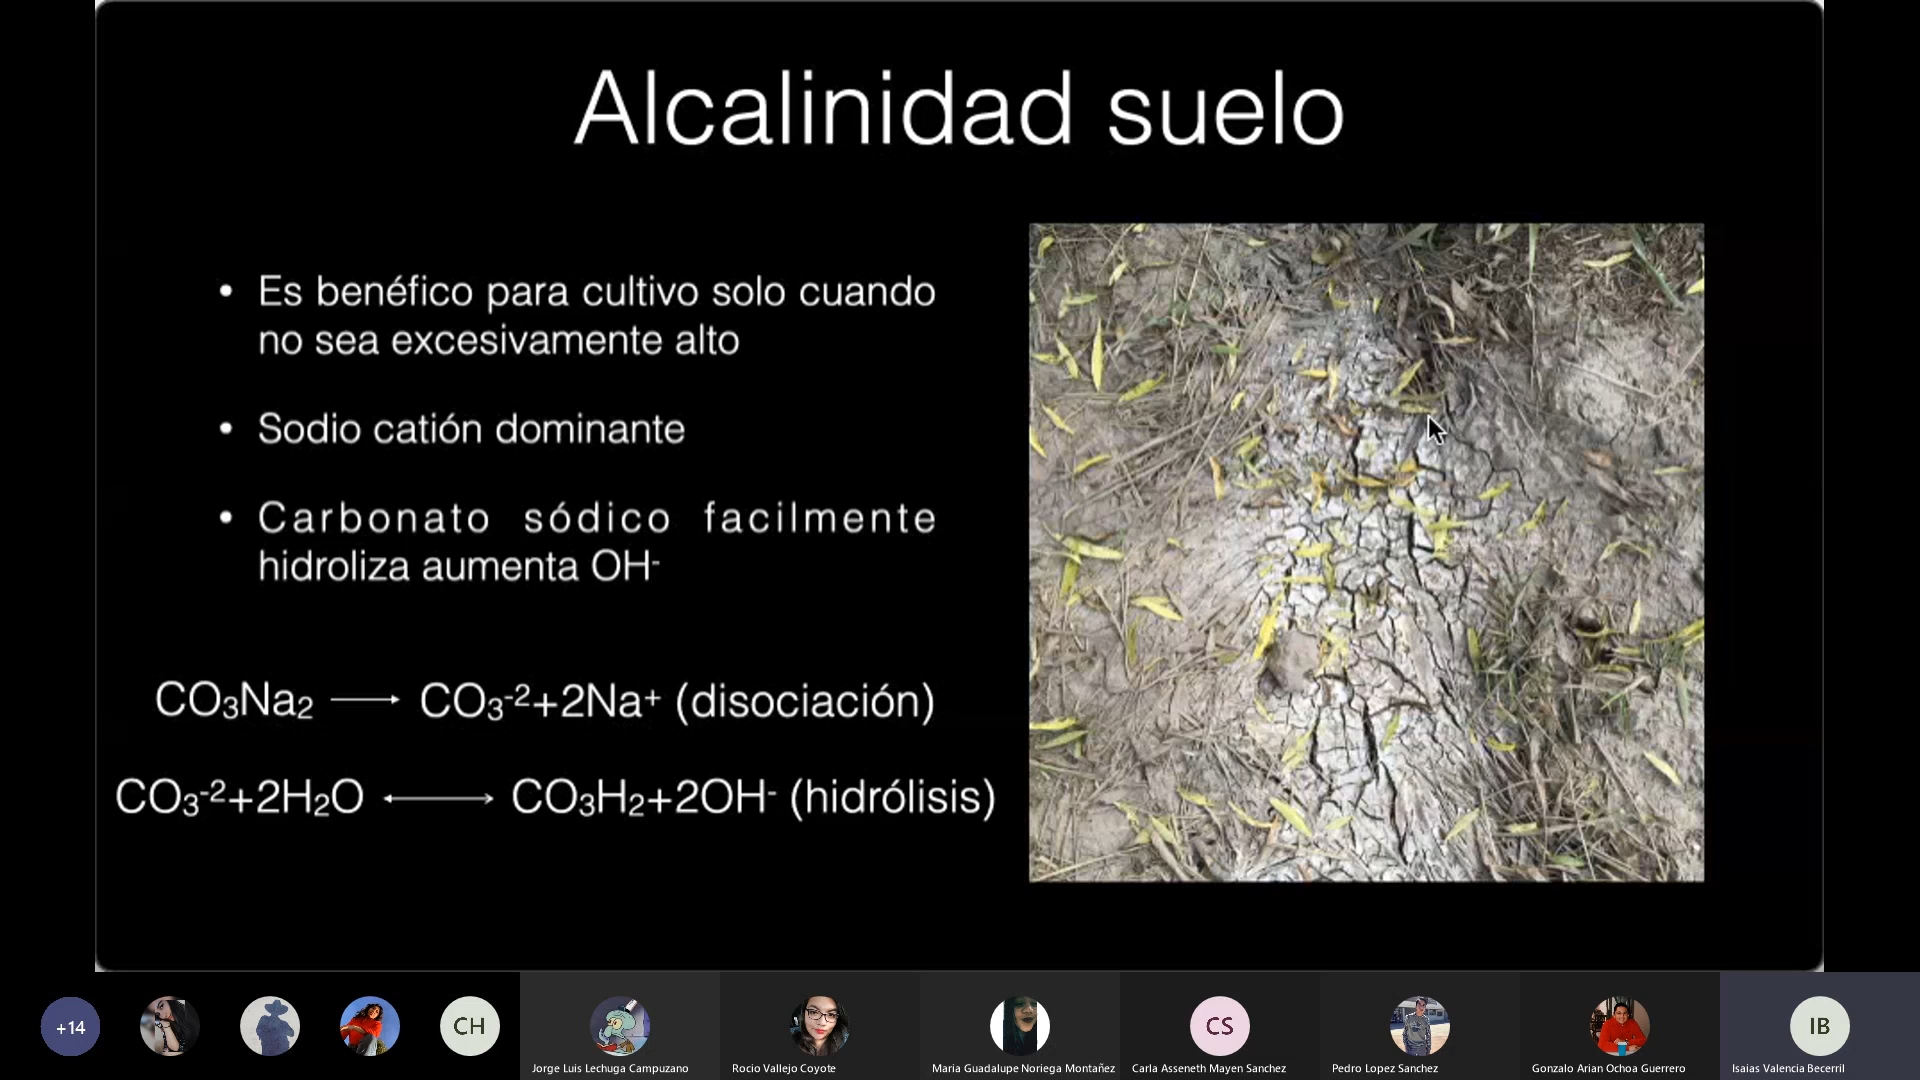 Alcalinidad suelo
• Es benéfico para cultivo solo cuando
no sea excesivamente alto
• Sodio catión dominante
• Carbonato sódico facilmente
hidroliza aumenta OH-
CO3Na2 ⟶ CO3-2+2Na+ (disociación)
CO3-2+2H2O ⟷ CO3H2+2OH- (hidrólisis)
+14
CH
CS
IB
Jorge Luis Lechuga Campuzano
Rocio Vallejo Coyote
Maria Guadalupe Noriega Montañez
Carla Asseneth Mayen Sanchez
Pedro Lopez Sanchez
Gonzalo Arian Ochoa Guerrero
Isaias Valencia Becerril